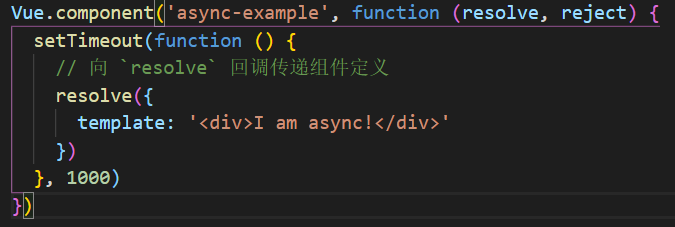 Vue.component('async-example', function (resolve, reject) {
  setTimeout(function () {
    // 向 `resolve` 回调传递组件定义
    resolve({
      template: '<div>I am async!</div>'
    })
  }, 1000)
})